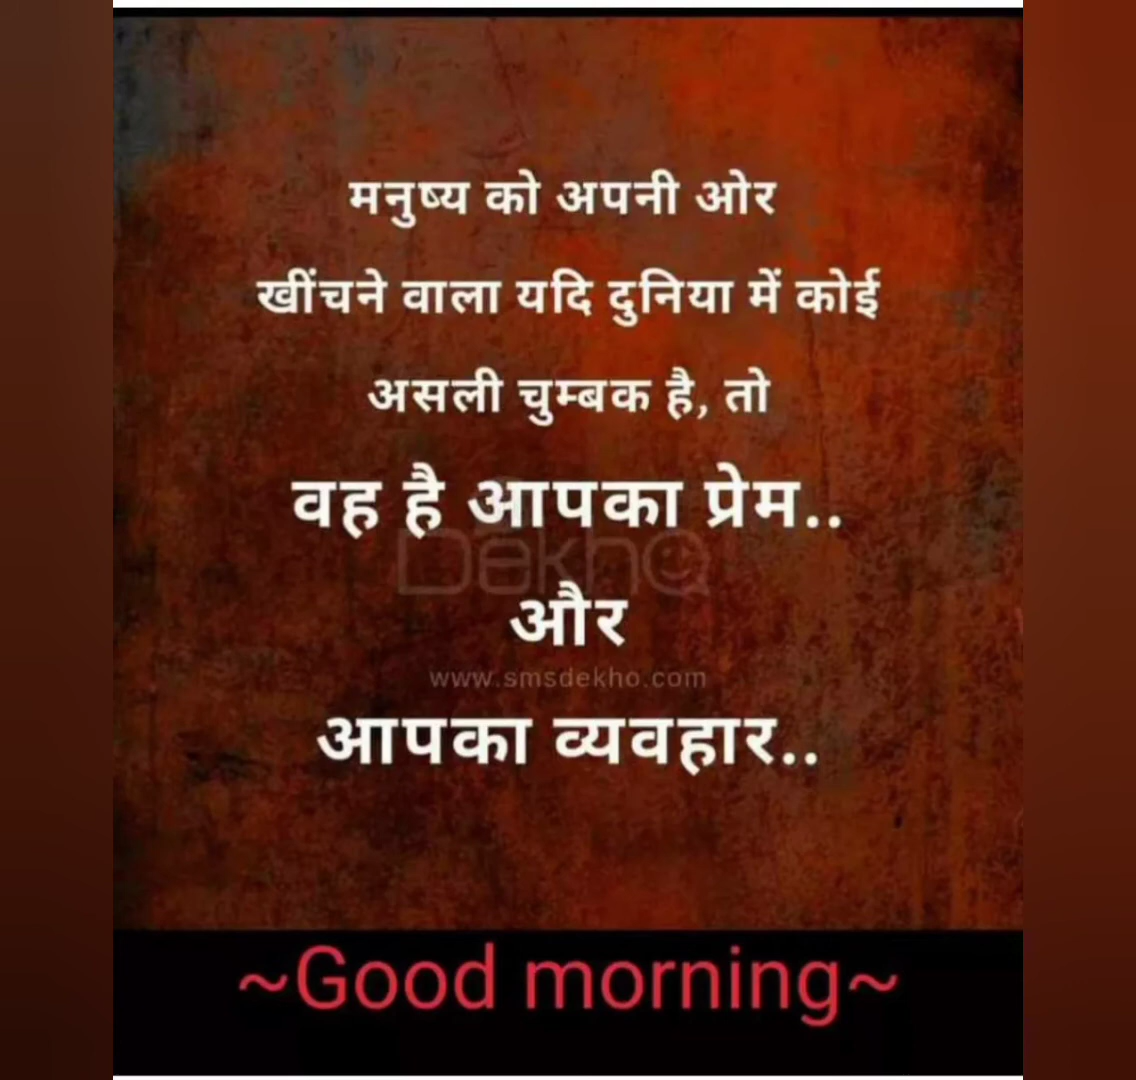 मनुष्य को अपनी ओर
खींचने वाला यदि दुनिया में कोई
असली चुम्बक है, तो
वह है आपका प्रेम..
Dekho
और
www.smsdekho.com
आपका व्यवहार..
~Good morning~